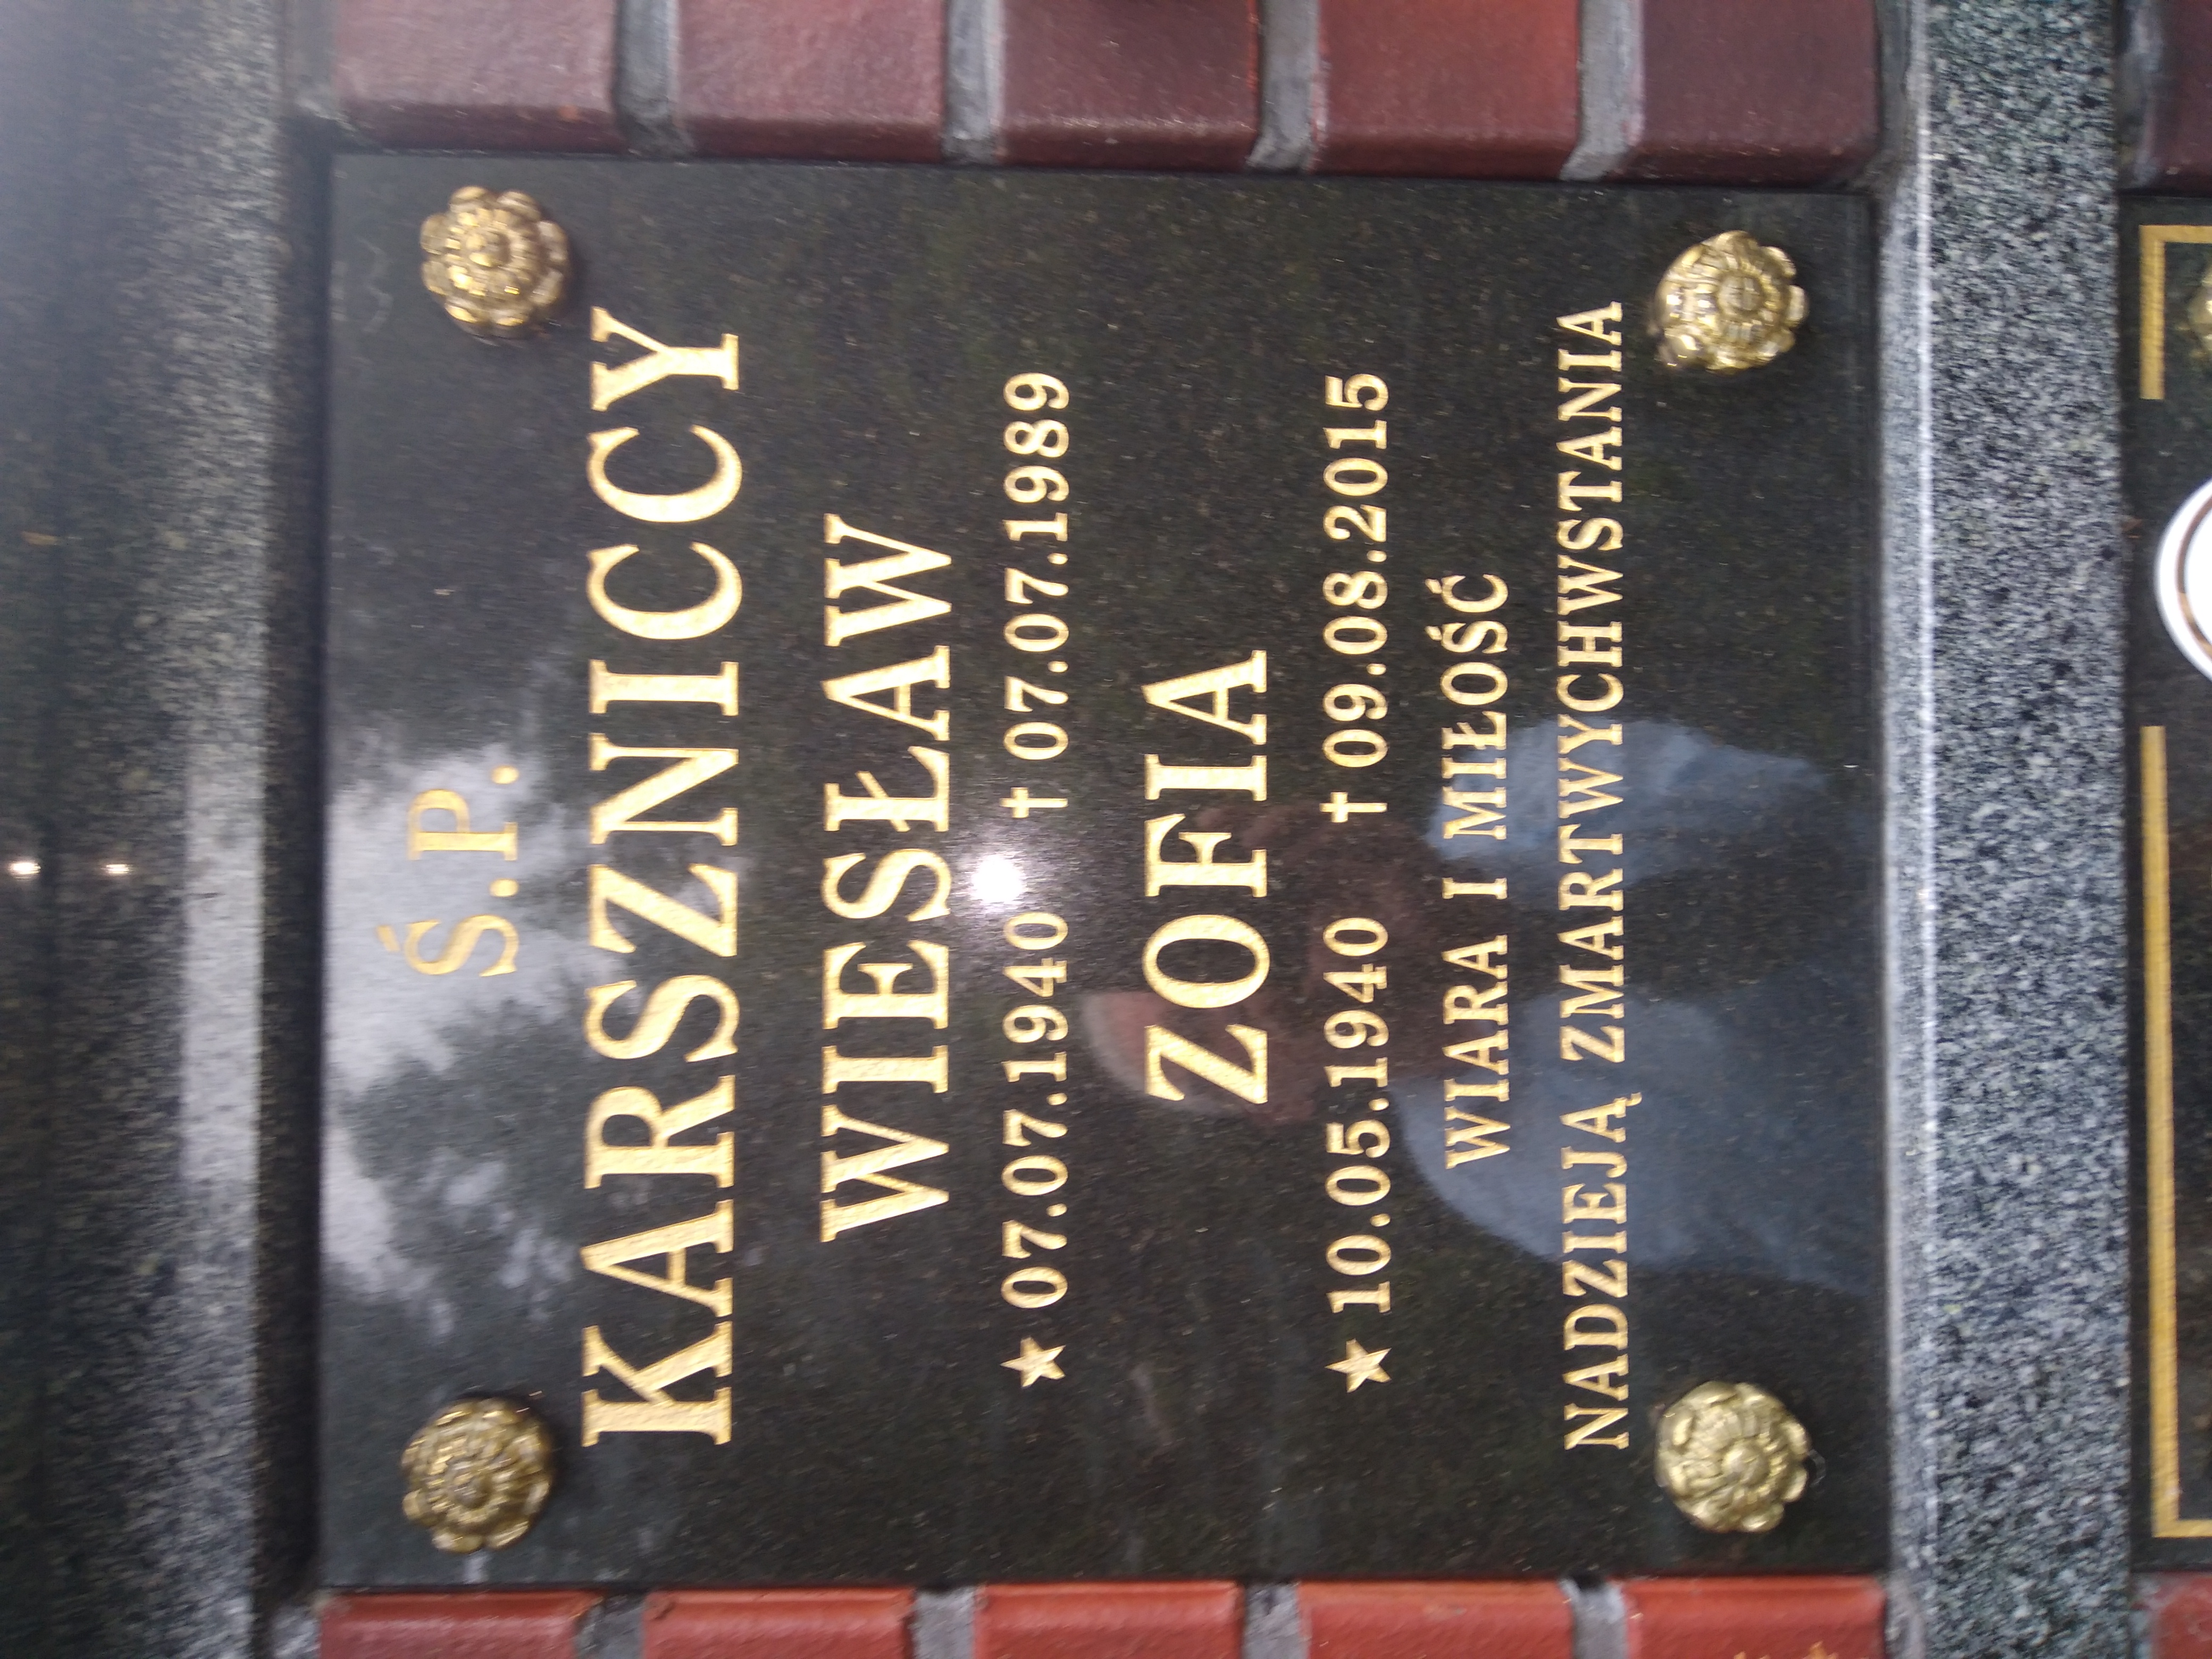 Ś.P.
KARSZNICCY
WIESŁAW
★ 07.07.1940 † 07.07.1989
ZOFIA
★ 10.05.1940 † 09.08.2015
WIARA I MIŁOŚĆ
NADZIEJĄ ZMARTWYCHWSTANIA